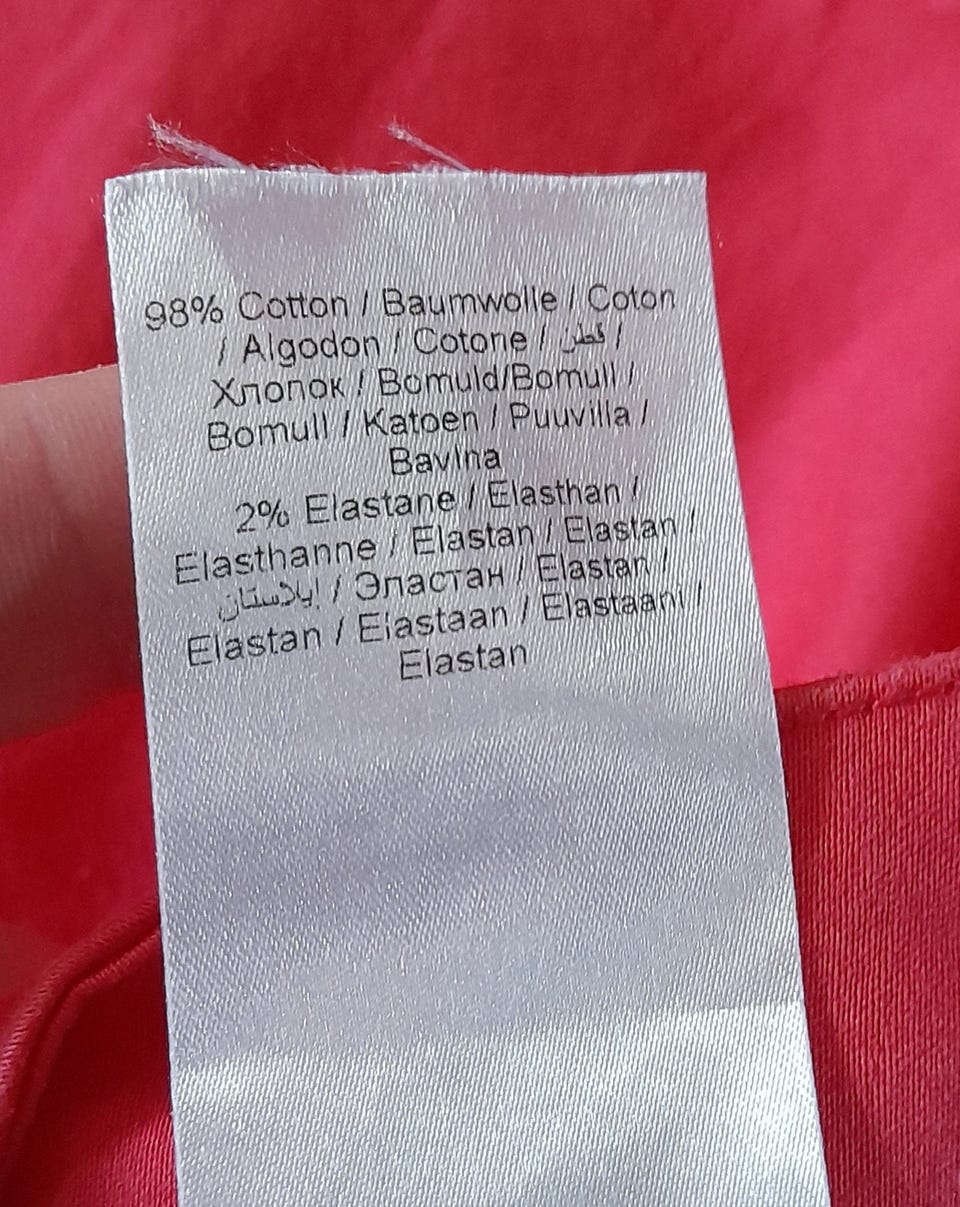 98% Cotton / Baumwolle / Coton
/ Algodon / Cotone / قطن /
Хлопок / Bomuld/Bomull /
Bomull / Katoen / Puuvilla /
Bavlna
2% Elastane / Elasthan /
Elasthanne / Elastan / Elastan /
إيلاستان / Эластан / Elastan /
Elastan / Elastaan / Elastaani /
Elastan